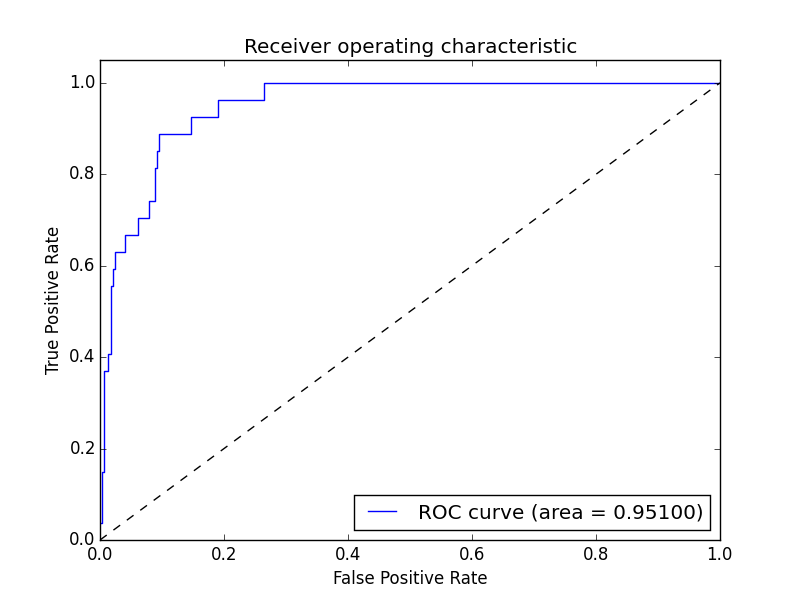 Receiver operating characteristic
True Positive Rate
1.0
0.8
0.6
0.4
0.2
0.0
ROC curve (area = 0.95100)
0.0 0.2 0.4 0.6 0.8 1.0
False Positive Rate